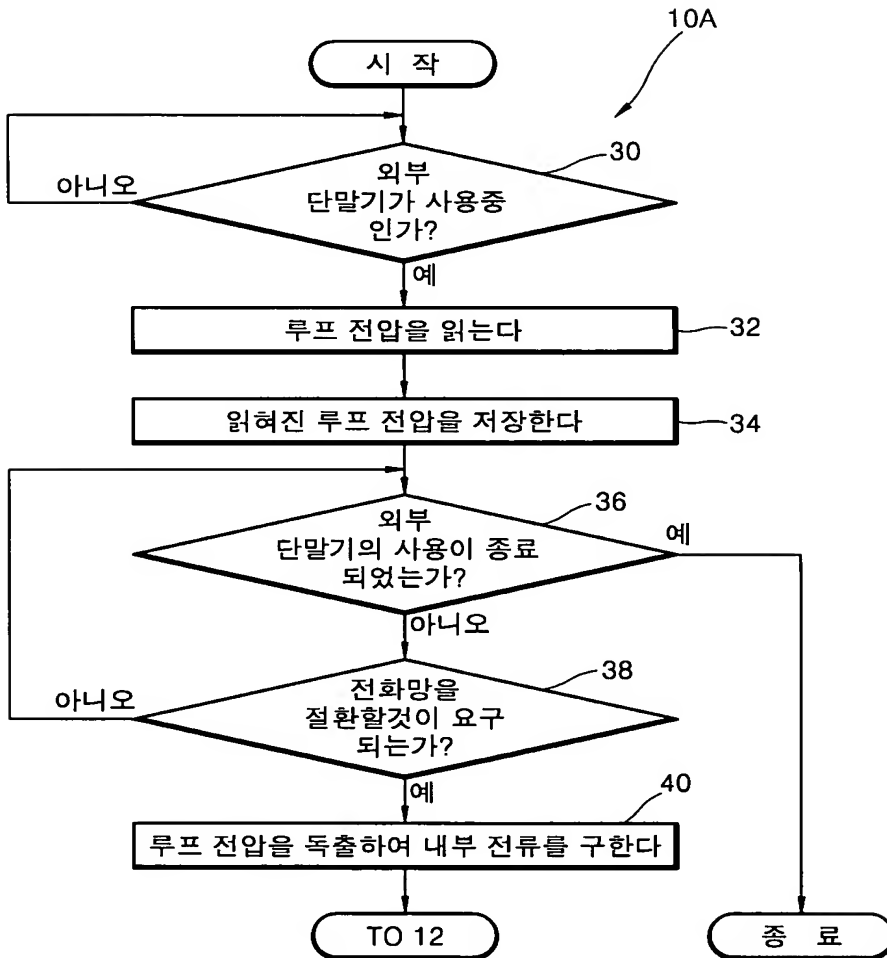 10A
시 작
30
외부
단말기가 사용중
인가?
아니오
예
루프 전압을 읽는다
32
읽혀진 루프 전압을 저장한다
34
36
외부
단말기의 사용이 종료
되었는가?
예
아니오
38
전화망을
절환할것이 요구
되는가?
아니오
예
40
루프 전압을 독출하여 내부 전류를 구한다
TO 12
종 료